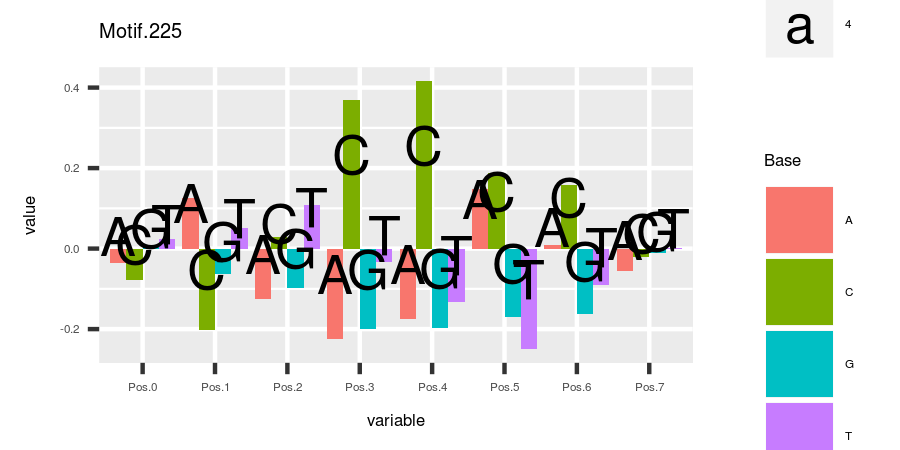 Motif.225
a 4
0.4
0.2
0.0
-0.2
value
A C G T A C G T A C G T A C G T A C G T A C G T A C G T A C G T
Pos.0 Pos.1 Pos.2 Pos.3 Pos.4 Pos.5 Pos.6 Pos.7
variable
Base
A
C
G
T